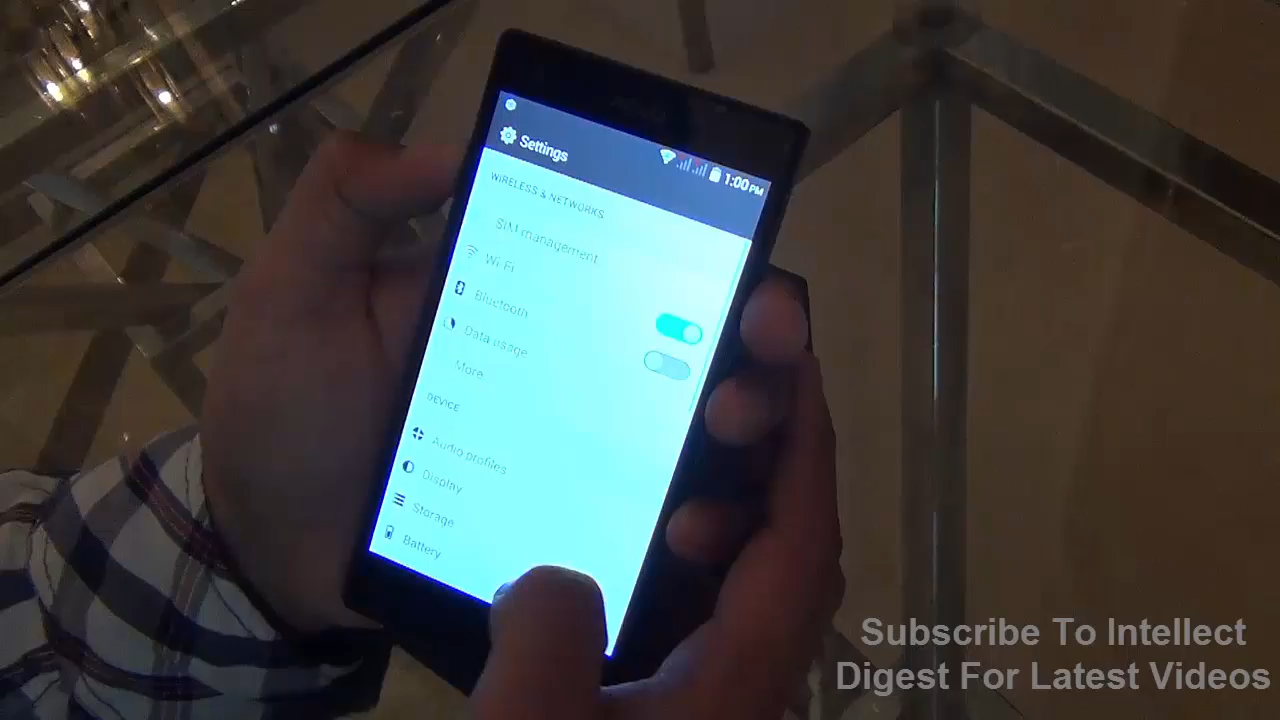 Settings
1:00 PM
WIRELESS & NETWORKS
SIM management
Wi-Fi
Bluetooth
Data usage
More
DEVICE
Audio profiles
Display
Storage
Battery
Subscribe To Intellect
Digest For Latest Videos